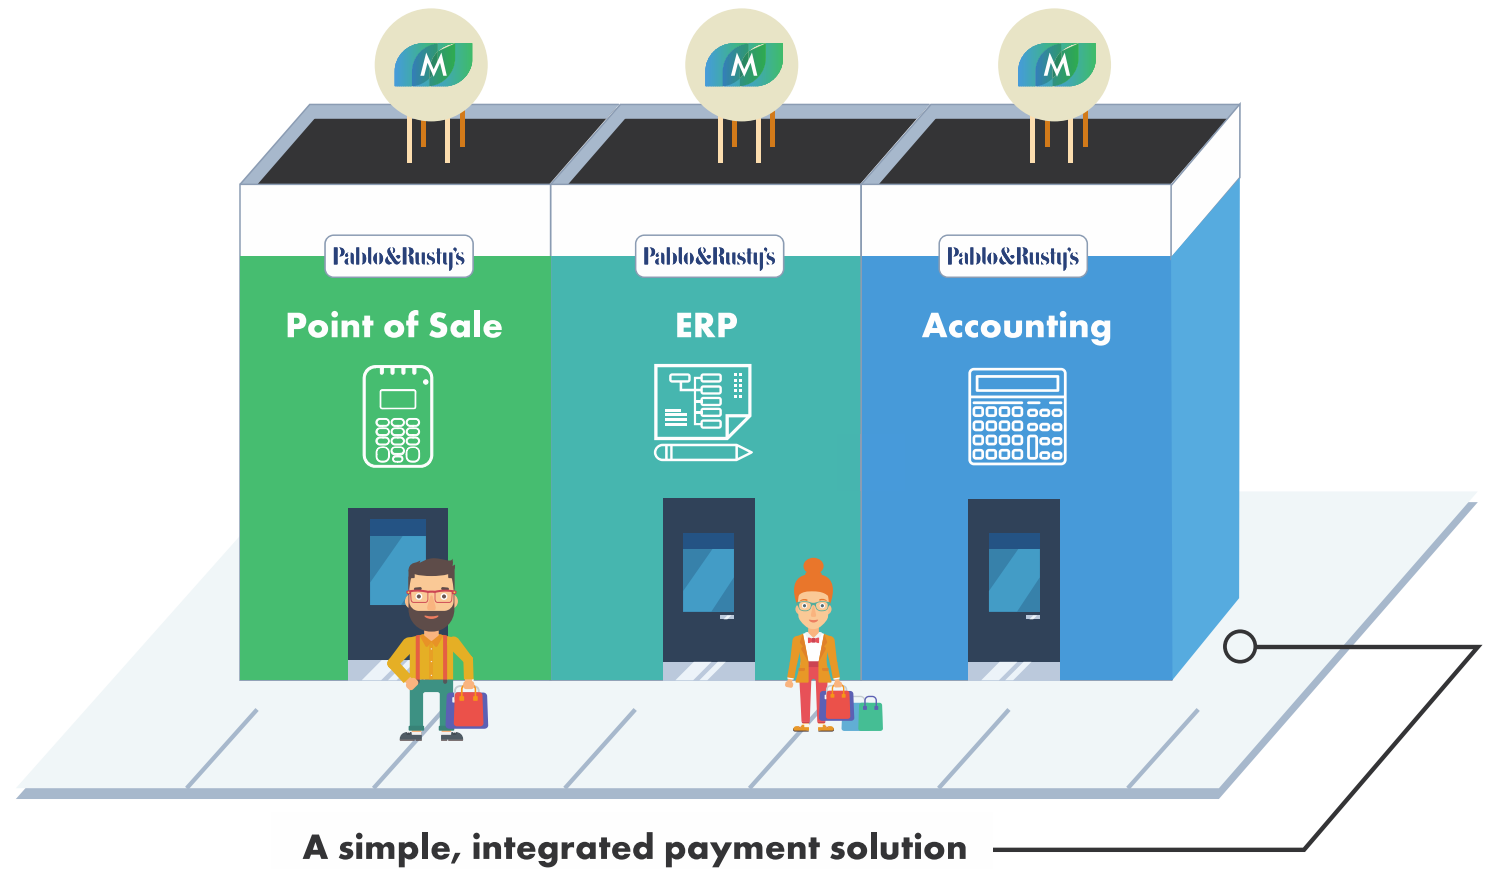 M M M
Pablo&Rusty's Pablo&Rusty's Pablo&Rusty's
Point of Sale ERP Accounting
A simple, integrated payment solution